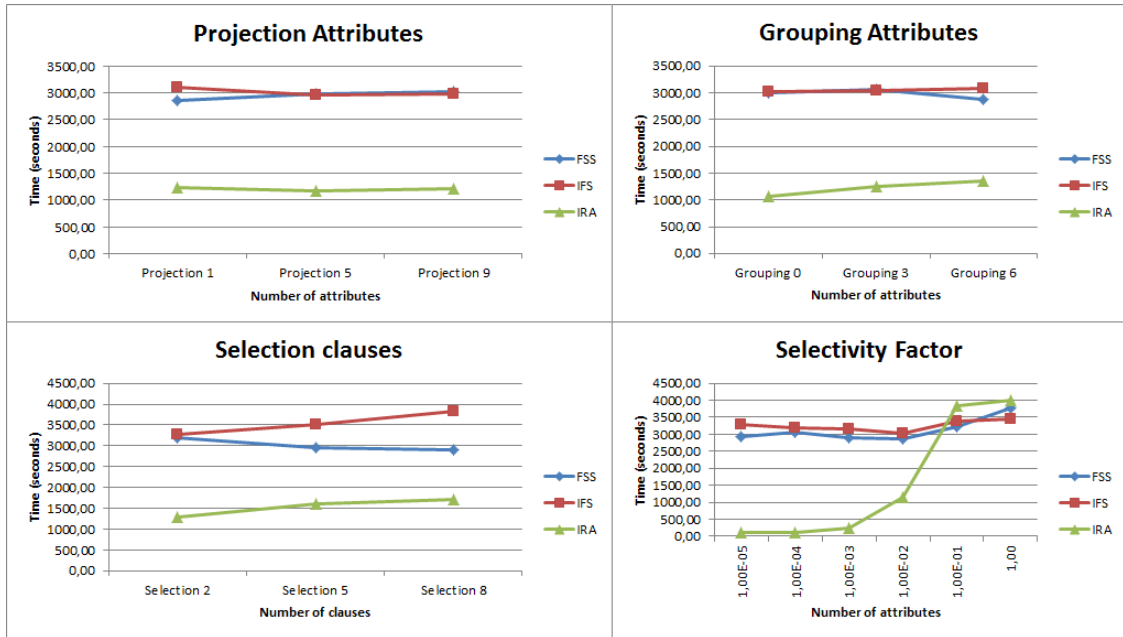 Projection Attributes
3500,00
3000,00
2500,00
2000,00
1500,00
1000,00
500,00
0,00
Time (seconds)
Projection 1
Projection 5
Projection 9
Number of attributes
FSS
IFS
IRA
Grouping Attributes
3500,00
3000,00
2500,00
2000,00
1500,00
1000,00
500,00
0,00
Time (seconds)
Grouping 0
Grouping 3
Grouping 6
Number of attributes
FSS
IFS
IRA
Selection clauses
4500,00
4000,00
3500,00
3000,00
2500,00
2000,00
1500,00
1000,00
500,00
0,00
Time (seconds)
Selection 2
Selection 5
Selection 8
Number of clauses
FSS
IFS
IRA
Selectivity Factor
4500,00
4000,00
3500,00
3000,00
2500,00
2000,00
1500,00
1000,00
500,00
0,00
Time (seconds)
1,00E-05
1,00E-04
1,00E-03
1,00E-02
1,00E-01
1,00
Number of attributes
FSS
IFS
IRA